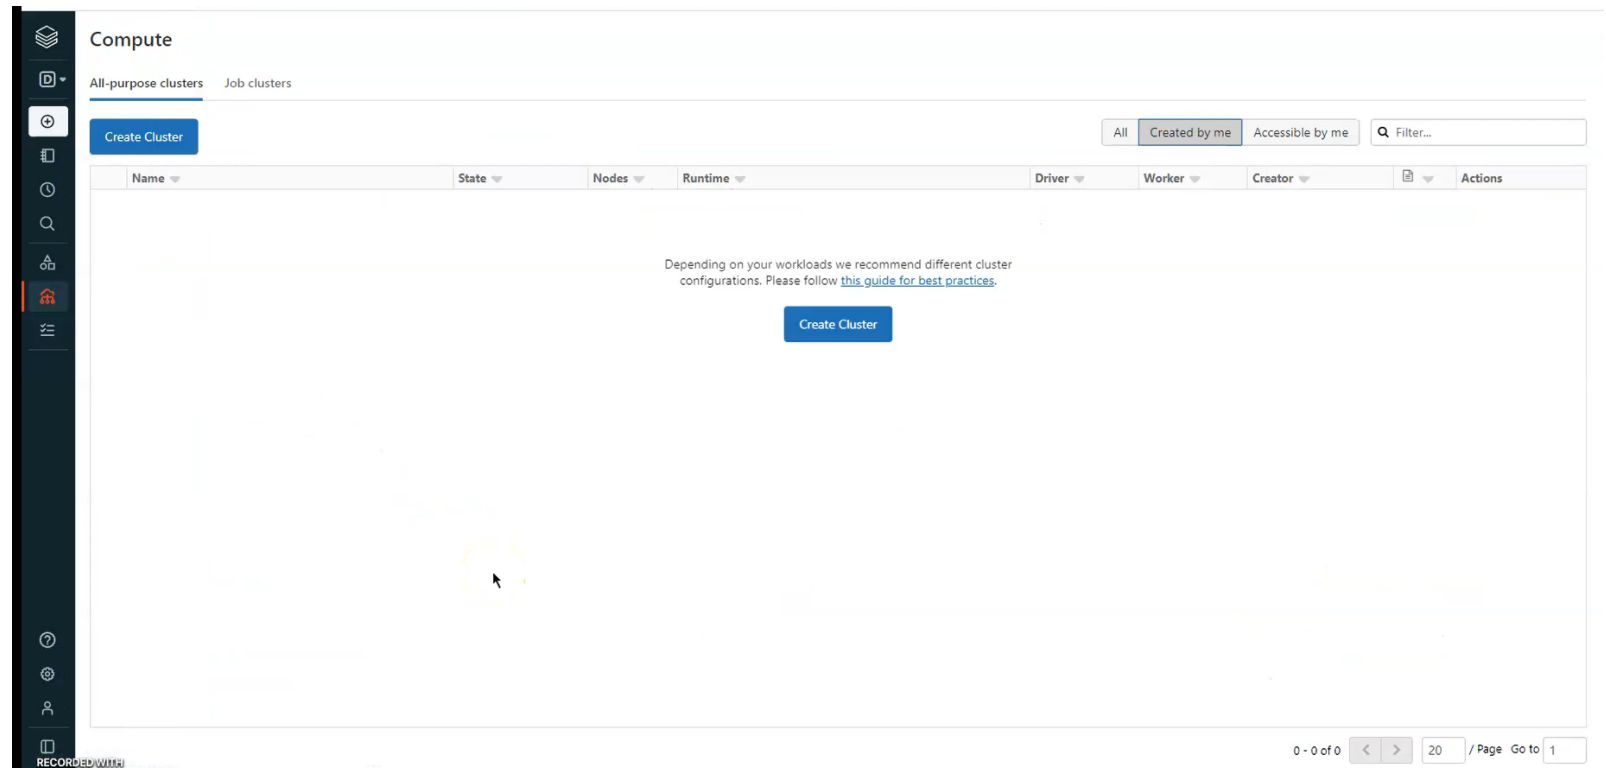 Compute
D
All-purpose clusters Job clusters
Create Cluster
All Created by me Accessible by me Filter...
Name State Nodes Runtime Driver Worker Creator Actions
Depending on your workloads we recommend different cluster
configurations. Please follow this guide for best practices.
Create Cluster
0 - 0 of 0 < > 20 / Page Go to 1
RECORDED WITH